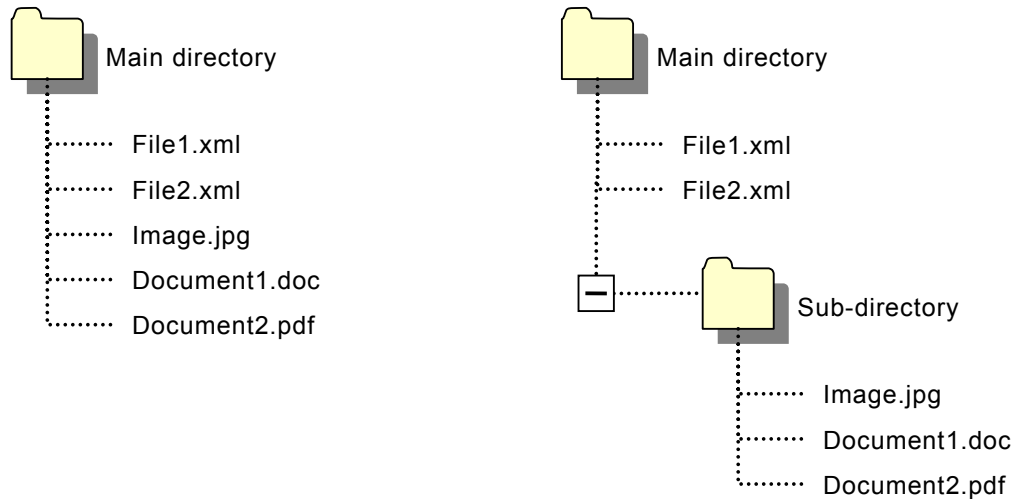 Main directory
File1.xml
File2.xml
Image.jpg
Document1.doc
Document2.pdf
Main directory
File1.xml
File2.xml
Sub-directory
Image.jpg
Document1.doc
Document2.pdf